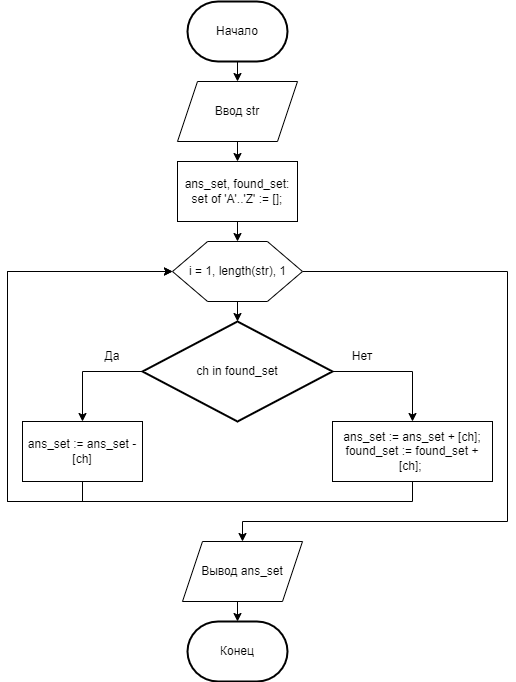 Начало
Ввод str
ans_set, found_set:
set of 'A'..'Z' := [];
i = 1, length(str), 1
ch in found_set
Да
Нет
ans_set := ans_set -
[ch]
ans_set := ans_set + [ch];
found_set := found_set +
[ch];
Вывод ans_set
Конец